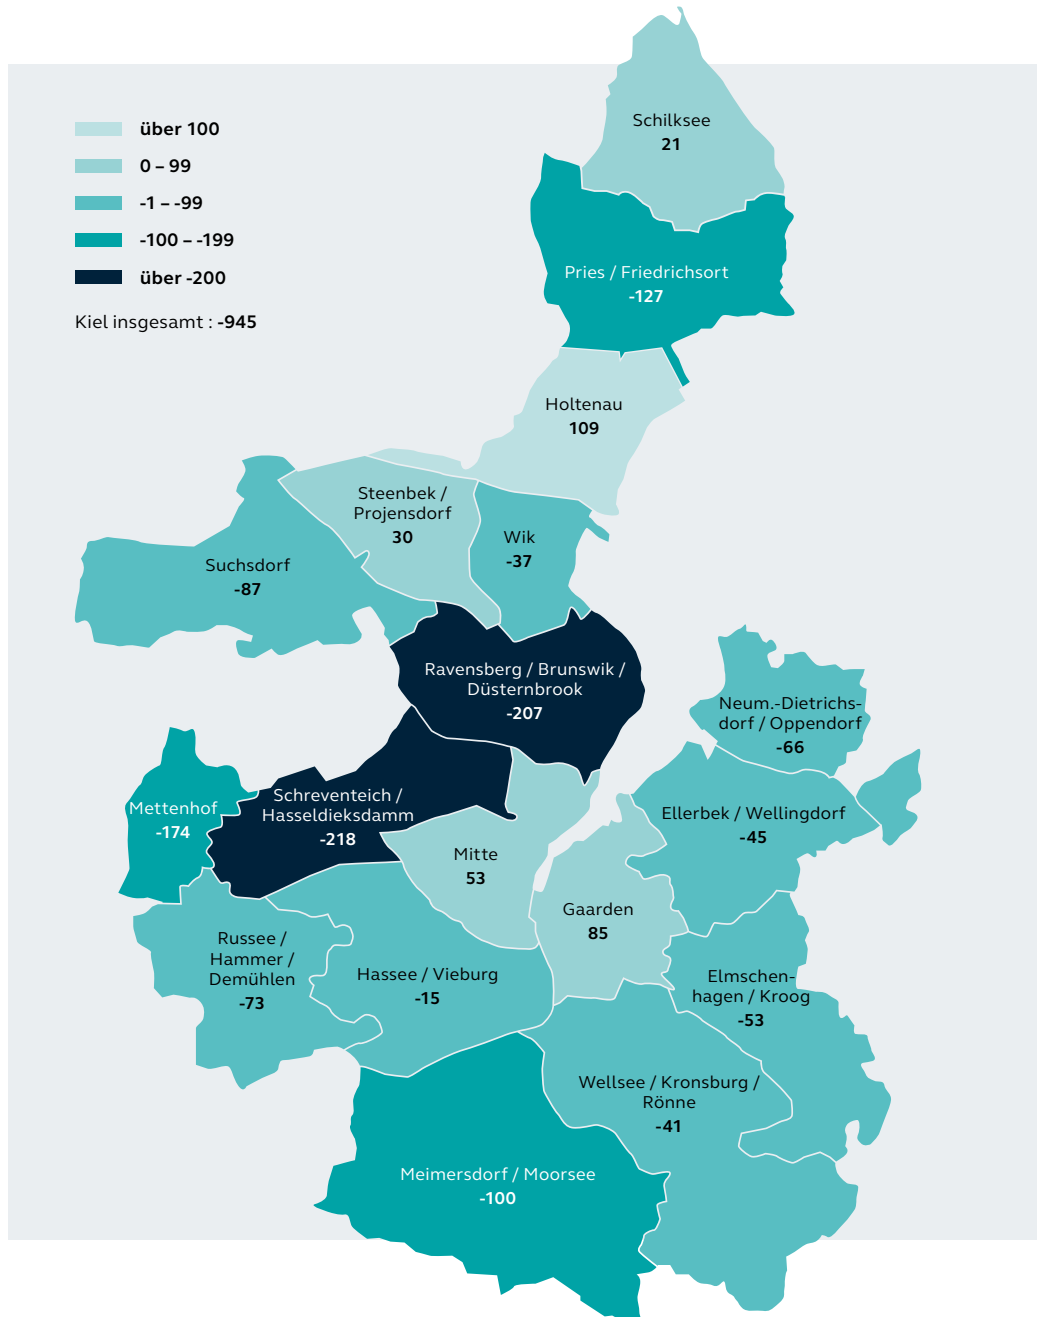 über 100
0 – 99
-1 – -99
-100 – -199
über -200
Kiel insgesamt : -945
Schilksee
21
Pries / Friedrichsort
-127
Holtenau
109
Steenbek /
Projensdorf
30
Wik
-37
Suchsdorf
-87
Ravensberg / Brunswik /
Düsternbrook
-207
Neum.-Dietrichs-
dorf / Oppendorf
-66
Mettenhof
-174
Schreventeich /
Hasseldieksdamm
-218
Ellerbek / Wellingdorf
-45
Mitte
53
Gaarden
85
Russee /
Hammer /
Demühlen
-73
Hassee / Vieburg
-15
Elmschen-
hagen / Kroog
-53
Wellsee / Kronsburg /
Rönne
-41
Meimersdorf / Moorsee
-100